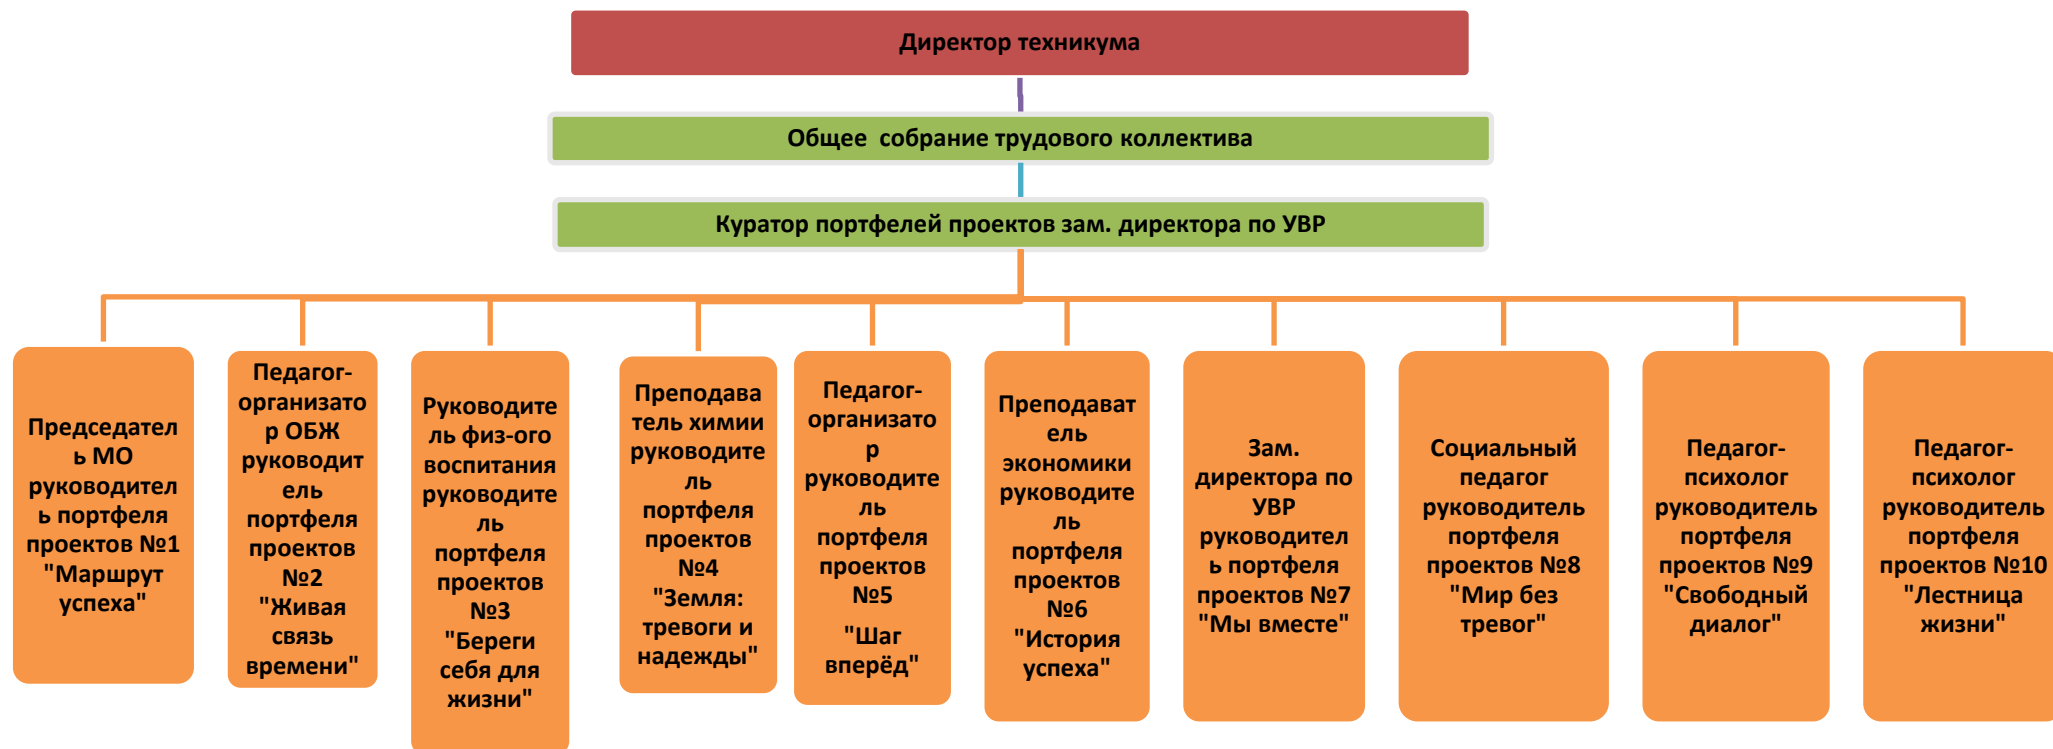 Директор техникума
Общее собрание трудового коллектива
Куратор портфелей проектов зам. директора по УВР
Председател
ь МО
руководител
ь портфеля
проектов №1
"Маршрут
успеха"
Педагог-
организато
р ОБЖ
руководит
ель
портфеля
проектов
№2
"Живая
связь
времени"
Руководите
ль физ-ого
воспитания
руководите
ль
портфеля
проектов
№3
"Береги
себя для
жизни"
Преподава
тель химии
руководите
ль
портфеля
проектов
№4
"Земля:
тревоги и
надежды"
Педагог-
организато
р
руководите
ль
портфеля
проектов
№5
"Шаг
вперёд"
Преподават
ель
экономики
руководите
ль
портфеля
проектов
№6
"История
успеха"
Зам.
директора по
УВР
руководител
ь портфеля
проектов №7
"Мы вместе"
Социальный
педагог
руководитель
портфеля
проектов №8
"Мир без
тревог"
Педагог-
психолог
руководитель
портфеля
проектов №9
"Свободный
диалог"
Педагог-
психолог
руководитель
портфеля
проектов №10
"Лестница
жизни"